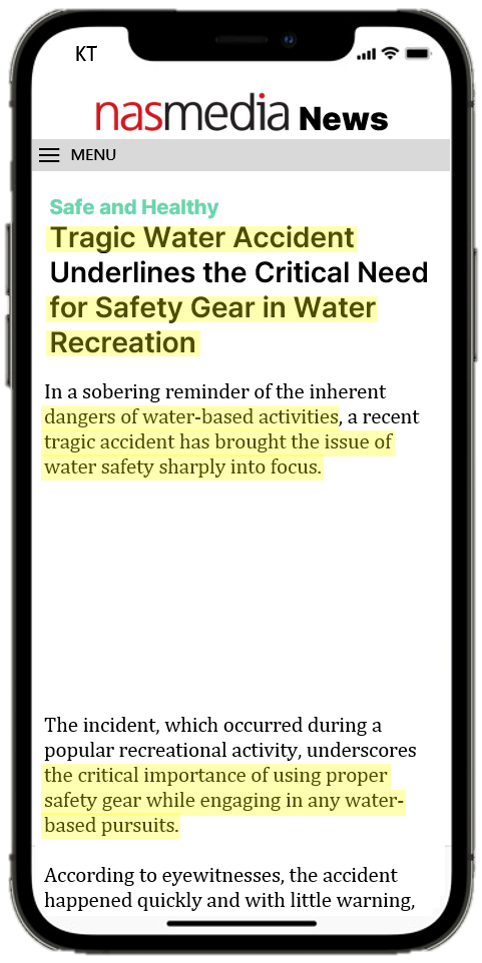 KT
nasmedia News
MENU
Safe and Healthy
Tragic Water Accident
Underlines the Critical Need
for Safety Gear in Water
Recreation
In a sobering reminder of the inherent
dangers of water-based activities, a recent
tragic accident has brought the issue of
water safety sharply into focus.
The incident, which occurred during a
popular recreational activity, underscores
the critical importance of using proper
safety gear while engaging in any water-
based pursuits.
According to eyewitnesses, the accident
happened quickly and with little warning,